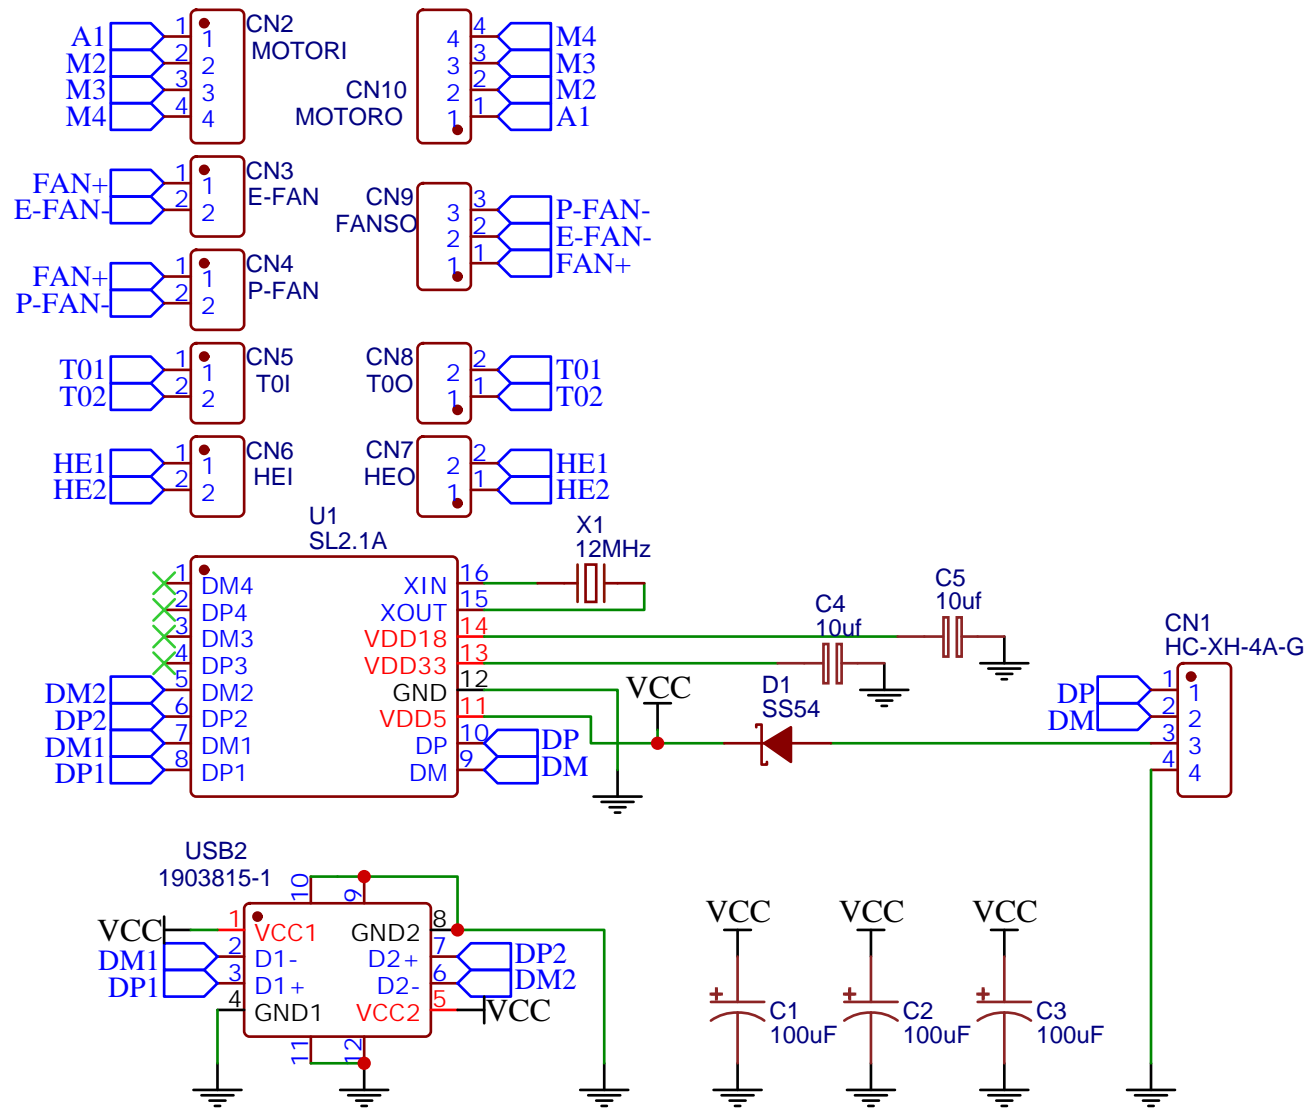 CN2
MOTORI
A1 1 1
M2 2 2
M3 3 3
M4 4 4
CN10
MOTORO
4 4 M4
3 3 M3
2 2 M2
1 1 A1
CN3
E-FAN
FAN+ 1 1
E-FAN- 2 2
CN9
FANSO
3 3 P-FAN-
2 2 E-FAN-
1 1 FAN+
CN4
P-FAN
FAN+ 1 1
P-FAN- 2 2
CN5
T0I
T01 1 1
T02 2 2
CN8
T0O
2 2 T01
1 1 T02
CN6
HEI
HE1 1 1
HE2 2 2
CN7
HEO
2 2 HE1
1 1 HE2
U1
SL2.1A
1 DM4
2 DP4
3 DM3
4 DP3
DM2 5 DM2
DP2 6 DP2
DM1 7 DM1
DP1 8 DP1
XIN 16
XOUT 15
VDD18 14
VDD33 13
GND 12
VDD5 11
DP 10 DP
DM 9 DM
X1
12MHz
C4
10uf
C5
10uf
VCC
D1
SS54
CN1
HC-XH-4A-G
DP 1 1
DM 2 2
3 3
4 4
USB2
1903815-1
10
9
VCC 1 VCC1
DM1 2 D1-
DP1 3 D1+
4 GND1
GND2 8
D2+ 7 DP2
D2- 6 DM2
VCC2 5 VCC
11
12
VCC
+
C1
100uF
VCC
+
C2
100uF
VCC
+
C3
100uF